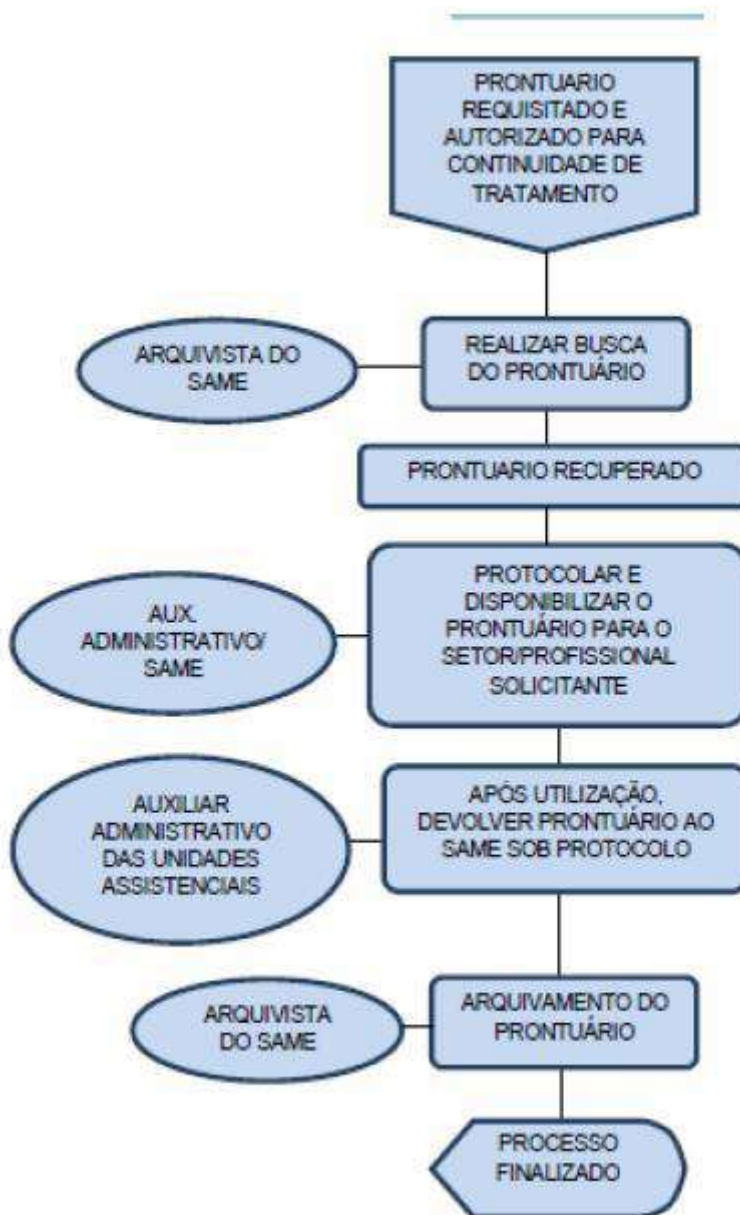 PRONTUARIO
REQUISITADO E
AUTORIZADO PARA
CONTINUIDADE DE
TRATAMENTO
ARQUIVISTA DO
SAME
REALIZAR BUSCA
DO PRONTUÁRIO
PRONTUARIO RECUPERADO
AUX.
ADMINISTRATIVO/
SAME
PROTOCOLAR E
DISPONIBILIZAR O
PRONTUÁRIO PARA O
SETOR/PROFISSIONAL
SOLICITANTE
AUXILIAR
ADMINISTRATIVO
DAS UNIDADES
ASSISTENCIAIS
APÓS UTILIZAÇÃO,
DEVOLVER PRONTUÁRIO AO
SAME SOB PROTOCOLO
ARQUIVISTA
DO SAME
ARQUIVAMENTO DO
PRONTUÁRIO
PROCESSO
FINALIZADO